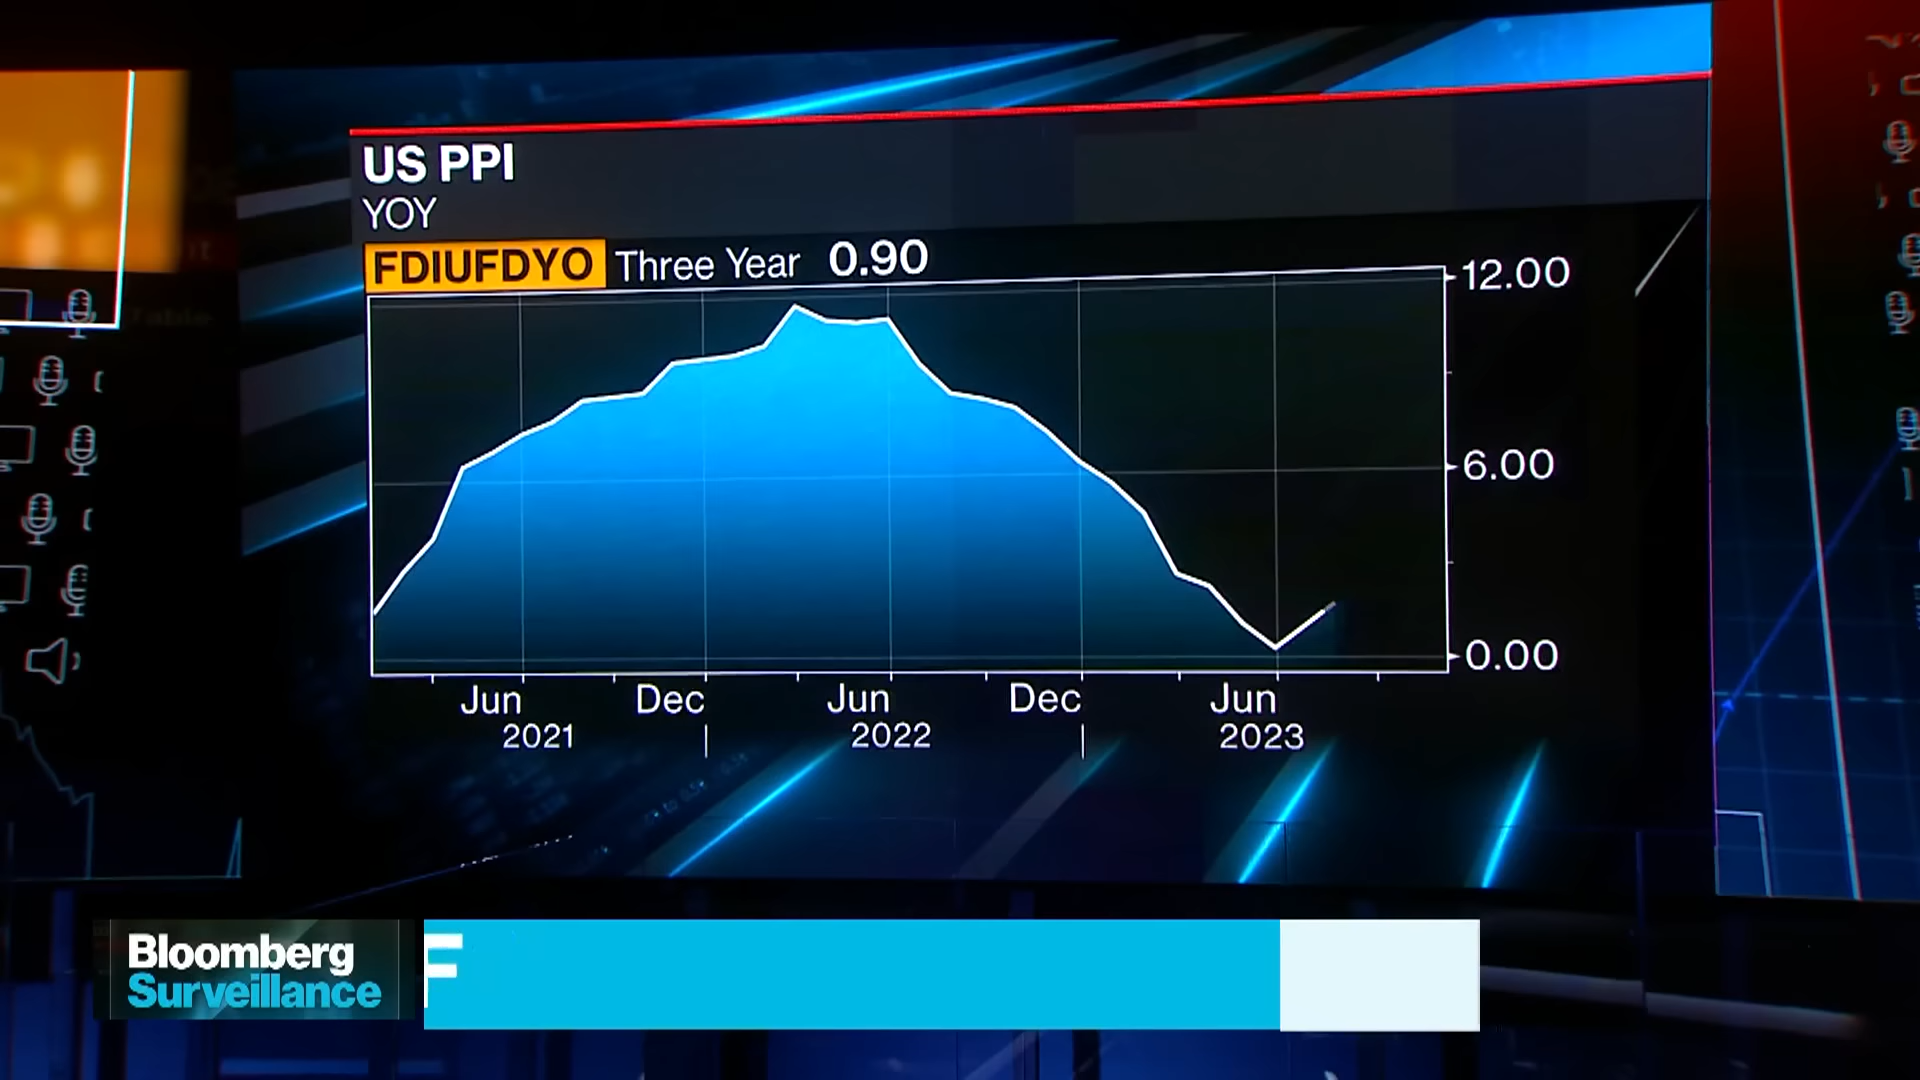 US PPI
YOY
FDIUFDYO Three Year 0.90
12.00
6.00
0.00
Jun Dec Jun Dec Jun
2021 2022 2023
Bloomberg
Surveillance
F